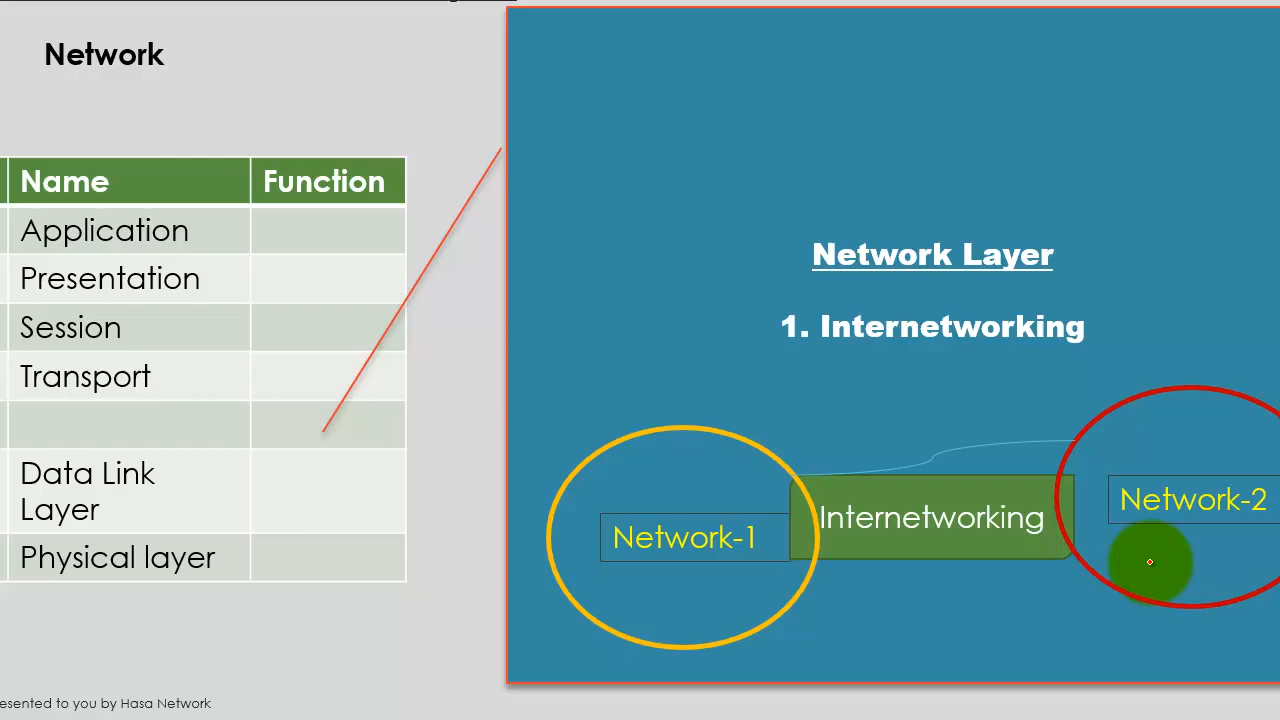 Network
Name Function
Application
Presentation
Session
Transport
Data Link
Layer
Physical layer
Network Layer
1. Internetworking
Network-1
Internetworking
Network-2
esented to you by Hasa Network